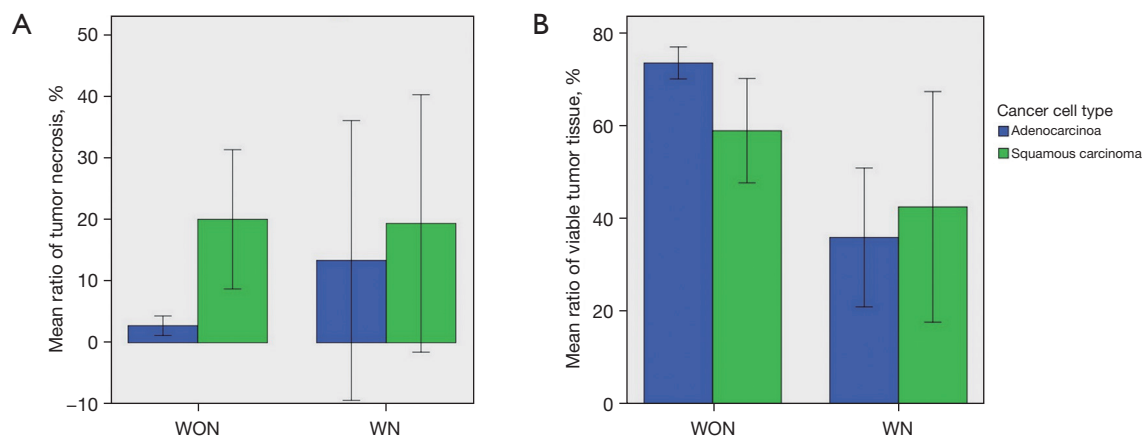 A
Mean ratio of tumor necrosis, %
50
40
30
20
10
0
–10
WON
WN
B
Mean ratio of viable tumor tissue, %
80
60
40
20
0
WON
WN
Cancer cell type
Adenocarcinoa
Squamous carcinoma